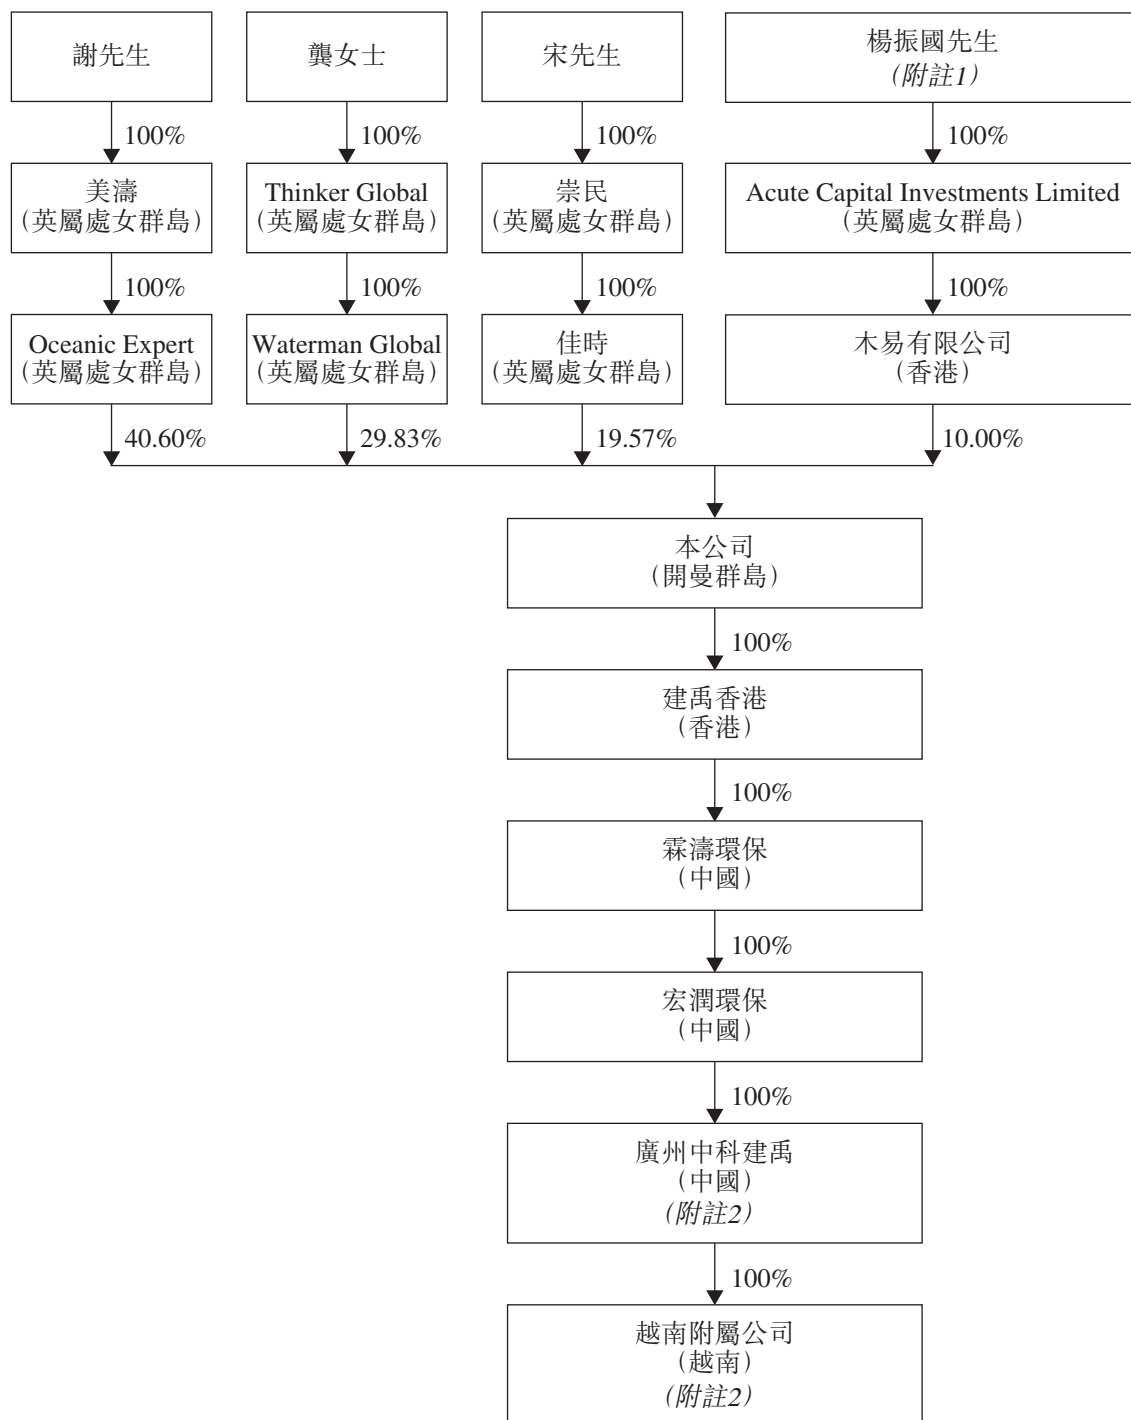 謝先生
龔女士
宋先生
楊振國先生
（附註1）
100%
100%
100%
100%
美濤
（英屬處女群島）
Thinker Global
（英屬處女群島）
崇民
（英屬處女群島）
Acute Capital Investments Limited
（英屬處女群島）
100%
100%
100%
100%
Oceanic Expert
（英屬處女群島）
Waterman Global
（英屬處女群島）
佳時
（英屬處女群島）
木易有限公司
（香港）
40.60%
29.83%
19.57%
10.00%
本公司
（開曼群島）
100%
建禹香港
（香港）
100%
霖濤環保
（中國）
100%
宏潤環保
（中國）
100%
廣州中科建禹
（中國）
（附註2）
100%
越南附屬公司
（越南）
（附註2）